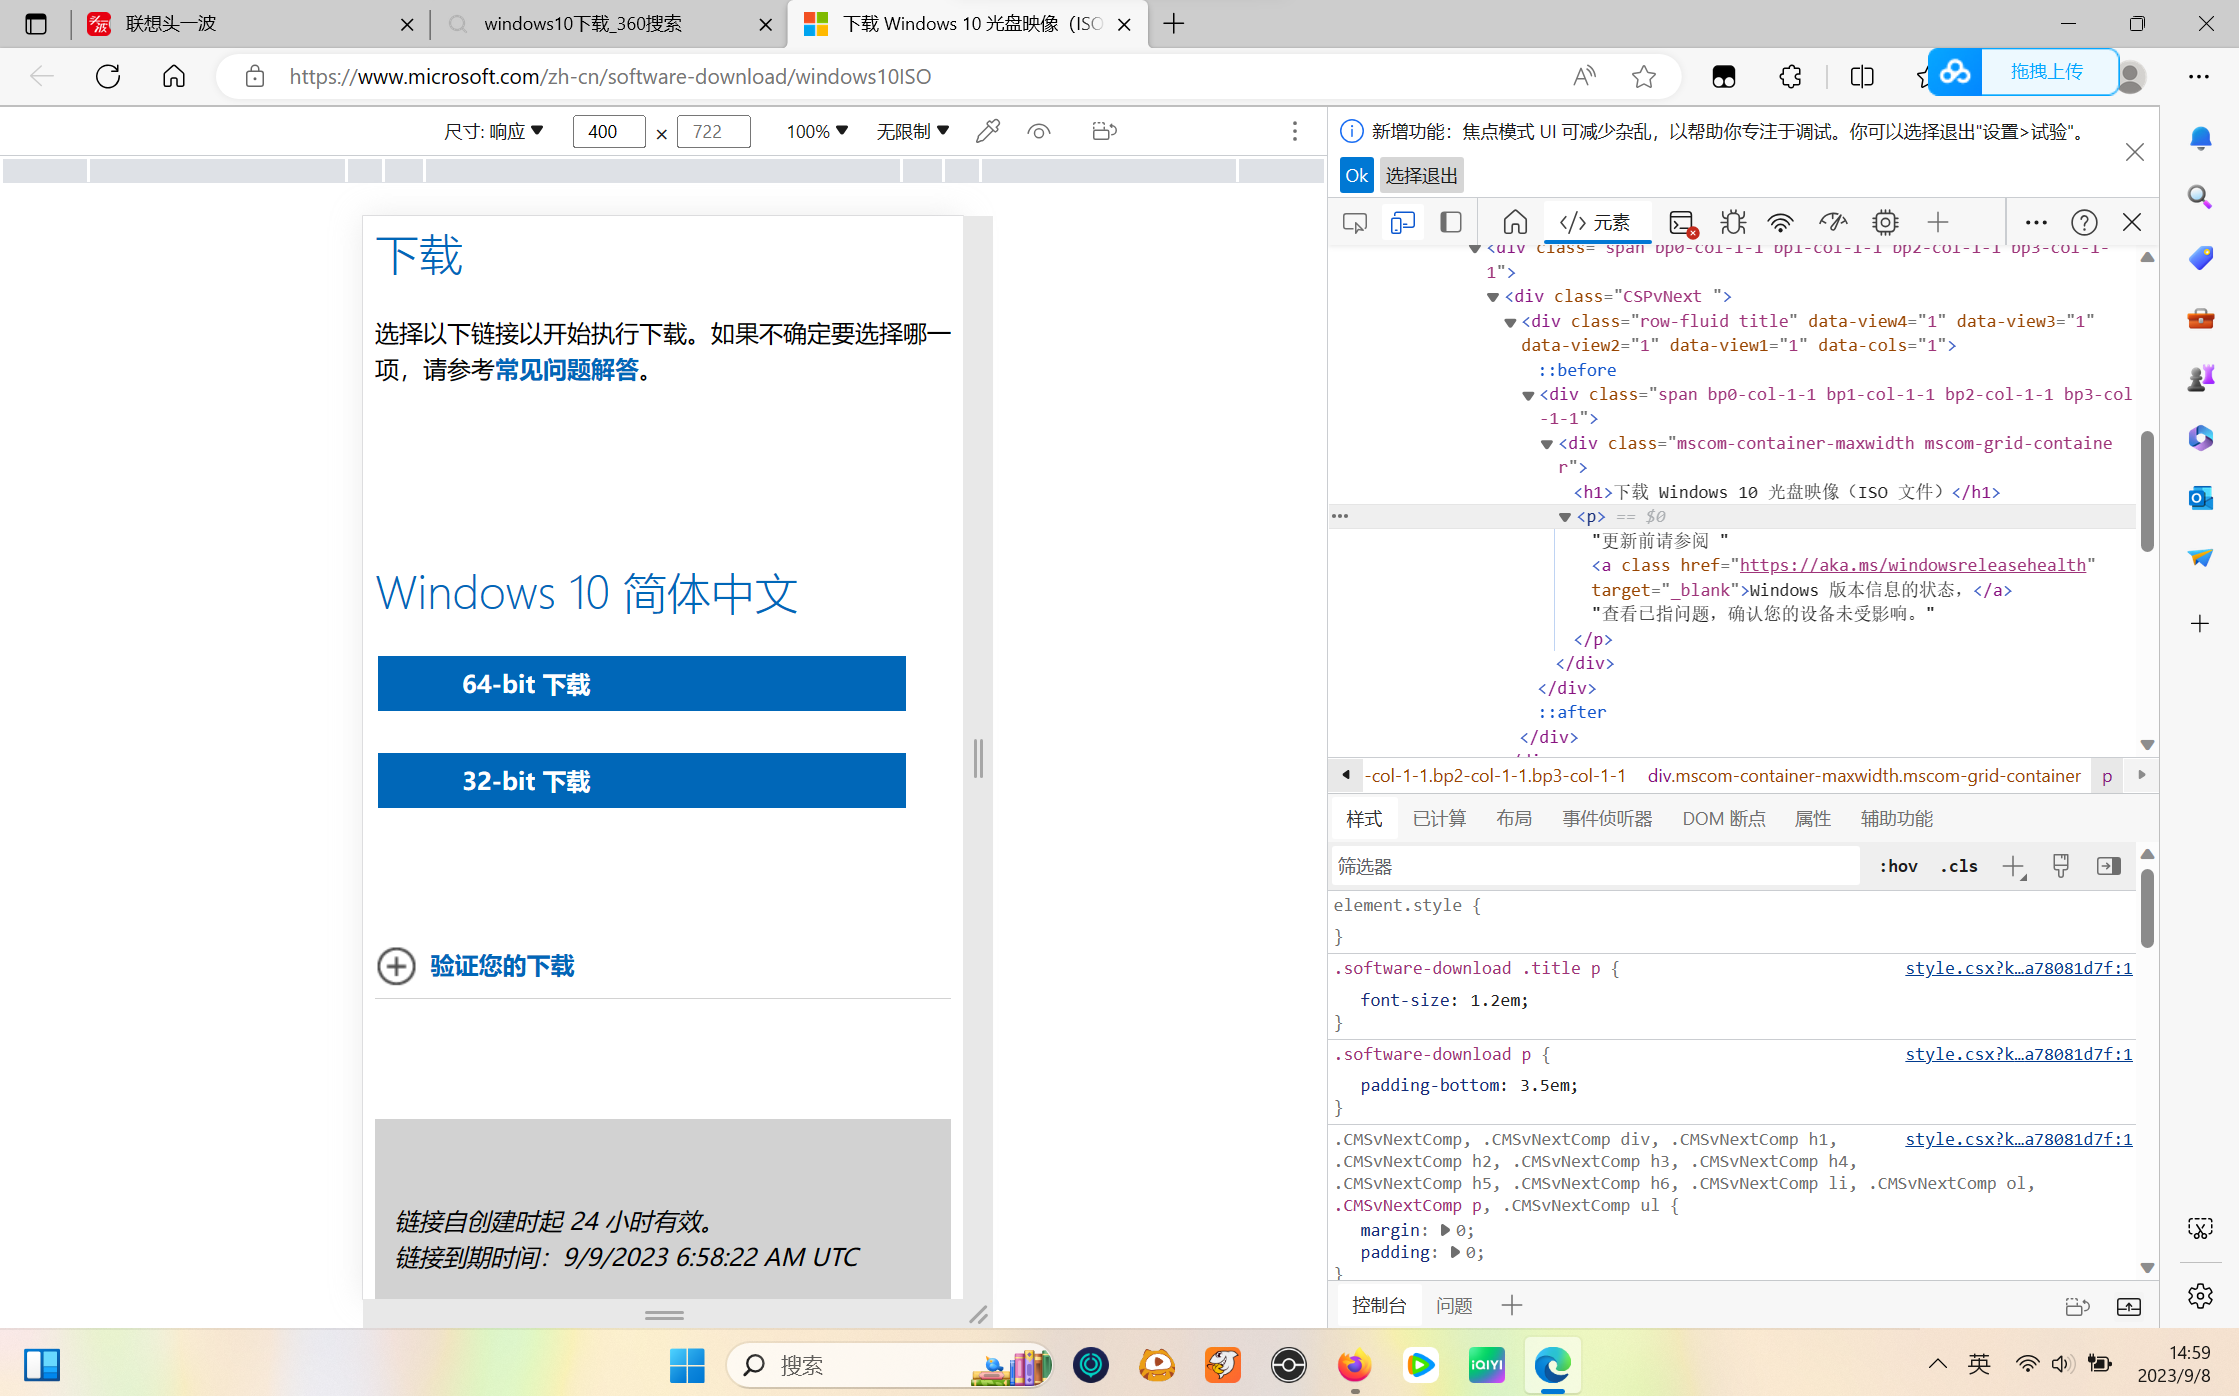 联想头一波
windows10下载_360搜索
下载 Windows 10 光盘映像（ISO
https://www.microsoft.com/zh-cn/software-download/windows10ISO
拖拽上传
尺寸: 响应
400
×
722
100%
无限制
新增功能：焦点模式 UI 可减少杂乱，以帮助你专注于调试。你可以选择退出"设置>试验"。
Ok
选择退出
元素
下载
选择以下链接以开始执行下载。如果不确定要选择哪一
项，请参考常见问题解答。
Windows 10 简体中文
64-bit 下载
32-bit 下载
验证您的下载
链接自创建时起 24 小时有效。
链接到期时间：9/9/2023 6:58:22 AM UTC
<div class="span bp0-col-1-1 bp1-col-1-1 bp2-col-1-1 bp3-col-1-
1">
<div class="CSPvNext ">
<div class="row-fluid title" data-view4="1" data-view3="1"
data-view2="1" data-view1="1" data-cols="1">
::before
<div class="span bp0-col-1-1 bp1-col-1-1 bp2-col-1-1 bp3-col
-1-1">
<div class="mscom-container-maxwidth mscom-grid-containe
r">
<h1>下载 Windows 10 光盘映像（ISO 文件）</h1>
<p> == $0
"更新前请参阅 "
<a class href="https://aka.ms/windowsreleasehealth"
target="_blank">Windows 版本信息的状态，</a>
"查看已指问题，确认您的设备未受影响。"
</p>
</div>
</div>
::after
</div>
-col-1-1.bp2-col-1-1.bp3-col-1-1
div.mscom-container-maxwidth.mscom-grid-container
p
样式
已计算
布局
事件侦听器
DOM 断点
属性
辅助功能
筛选器
:hov
.cls
element.style {
}
.software-download .title p {
style.csx?k…a78081d7f:1
font-size: 1.2em;
}
.software-download p {
style.csx?k…a78081d7f:1
padding-bottom: 3.5em;
}
.CMSvNextComp, .CMSvNextComp div, .CMSvNextComp h1,
style.csx?k…a78081d7f:1
.CMSvNextComp h2, .CMSvNextComp h3, .CMSvNextComp h4,
.CMSvNextComp h5, .CMSvNextComp h6, .CMSvNextComp li, .CMSvNextComp ol,
.CMSvNextComp p, .CMSvNextComp ul {
margin: 0;
padding: 0;
}
控制台
问题
搜索
iQIYI
英
14:59
2023/9/8